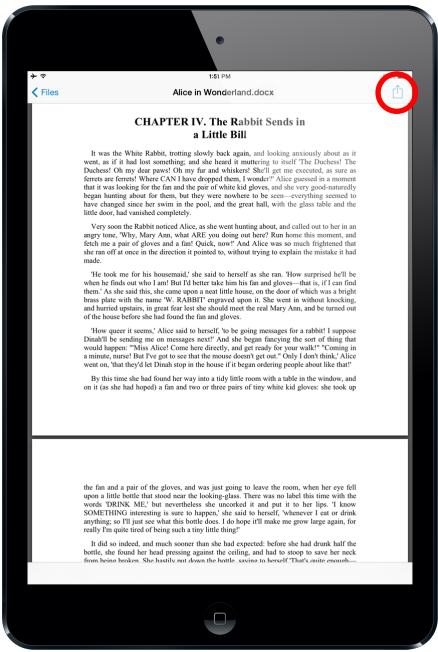 1:51 PM
Files
Alice in Wonderland.docx
CHAPTER IV. The Rabbit Sends in
a Little Bill
It was the White Rabbit, trotting slowly back again, and looking anxiously about as it
went, as if it had lost something; and she heard it muttering to itself 'The Duchess! The
Duchess! Oh my dear paws! Oh my fur and whiskers! She'll get me executed, as sure as
ferrets are ferrets! Where CAN I have dropped them, I wonder?' Alice guessed in a moment
that it was looking for the fan and the pair of white kid gloves, and she very good-naturedly
began hunting about for them, but they were nowhere to be seen—everything seemed to
have changed since her swim in the pool, and the great hall, with the glass table and the
little door, had vanished completely.
Very soon the Rabbit noticed Alice, as she went hunting about, and called out to her in an
angry tone, 'Why, Mary Ann, what ARE you doing out here? Run home this moment, and
fetch me a pair of gloves and a fan! Quick, now!' And Alice was so much frightened that
she ran off at once in the direction it pointed to, without trying to explain the mistake it had
made.
'He took me for his housemaid,' she said to herself as she ran. 'How surprised he'll be
when he finds out who I am! But I'd better take him his fan and gloves—that is, if I can find
them.' As she said this, she came upon a neat little house, on the door of which was a bright
brass plate with the name 'W. RABBIT' engraved upon it. She went in without knocking,
and hurried upstairs, in great fear lest she should meet the real Mary Ann, and be turned out
of the house before she had found the fan and gloves.
'How queer it seems,' Alice said to herself, 'to be going messages for a rabbit! I suppose
Dinah'll be sending me on messages next!' And she began fancying the sort of thing that
would happen: '"Miss Alice! Come here directly, and get ready for your walk!" "Coming in
a minute, nurse! But I've got to see that the mouse doesn't get out." Only I don't think,' Alice
went on, 'that they'd let Dinah stop in the house if it began ordering people about like that!'
By this time she had found her way into a tidy little room with a table in the window, and
on it (as she had hoped) a fan and two or three pairs of tiny white kid gloves: she took up
the fan and a pair of the gloves, and was just going to leave the room, when her eye fell
upon a little bottle that stood near the looking-glass. There was no label this time with the
words 'DRINK ME,' but nevertheless she uncorked it and put it to her lips. 'I know
SOMETHING interesting is sure to happen,' she said to herself, 'whenever I eat or drink
anything; so I'll just see what this bottle does. I do hope it'll make me grow large again, for
really I'm quite tired of being such a tiny little thing!'
It did so indeed, and much sooner than she had expected: before she had drunk half the
bottle, she found her head pressing against the ceiling, and had to stoop to save her neck
from being broken. She hastily put down the bottle, saying to herself 'That's quite enough—